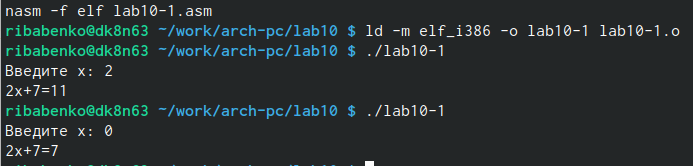 nasm -f elf lab10-1.asm
ribabenko@dk8n63 ~/work/arch-pc/lab10 $ ld -m elf_i386 -o lab10-1 lab10-1.o
ribabenko@dk8n63 ~/work/arch-pc/lab10 $ ./lab10-1
Введите x: 2
2x+7=11
ribabenko@dk8n63 ~/work/arch-pc/lab10 $ ./lab10-1
Введите x: 0
2x+7=7